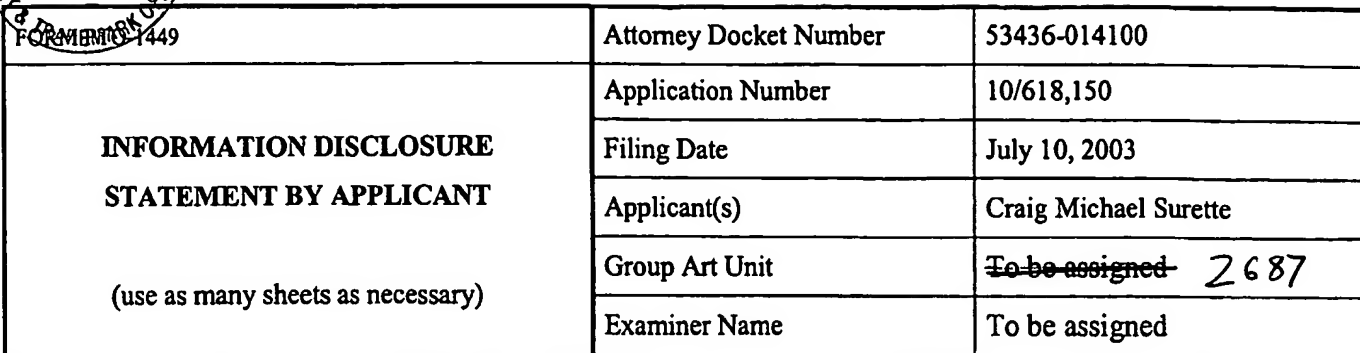 & TRADEMARK
1449
Attorney Docket Number 53436-014100
Application Number 10/618,150
INFORMATION DISCLOSURE
STATEMENT BY APPLICANT
(use as many sheets as necessary)
Filing Date July 10, 2003
Applicant(s) Craig Michael Surette
Group Art Unit To be assigned 2687
Examiner Name To be assigned